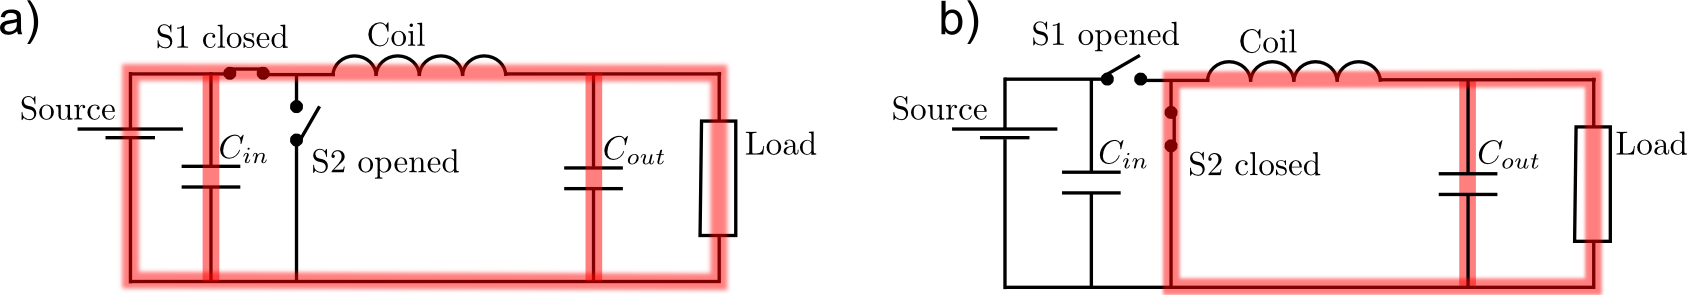 a)
S1 closed
Coil
Source
C_in
S2 opened
C_out
Load
b)
S1 opened
Coil
Source
C_in
S2 closed
C_out
Load